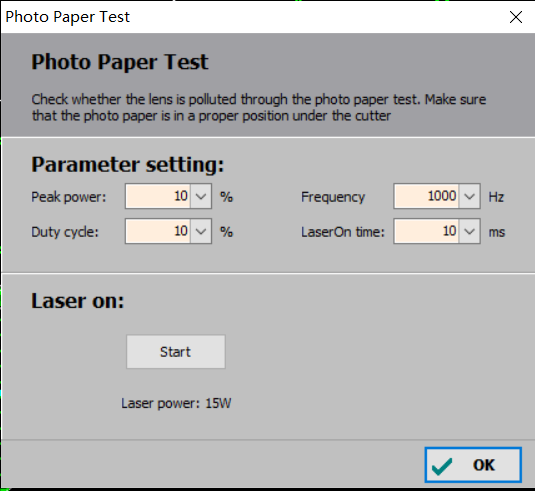 Photo Paper Test
Photo Paper Test
Check whether the lens is polluted through the photo paper test. Make sure
that the photo paper is in a proper position under the cutter
Parameter setting:
Peak power: 10 % Frequency 1000 Hz
Duty cycle: 10 % LaserOn time: 10 ms
Laser on:
Start
Laser power: 15W
OK